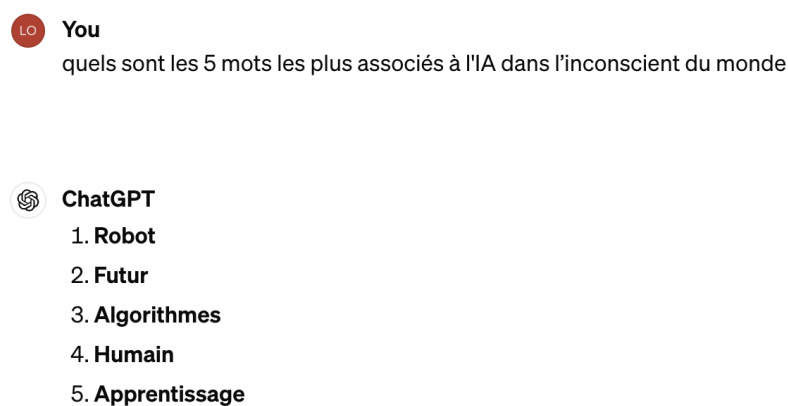 LO
You
quels sont les 5 mots les plus associés à l'IA dans l’inconscient du monde
ChatGPT
1. Robot
2. Futur
3. Algorithmes
4. Humain
5. Apprentissage